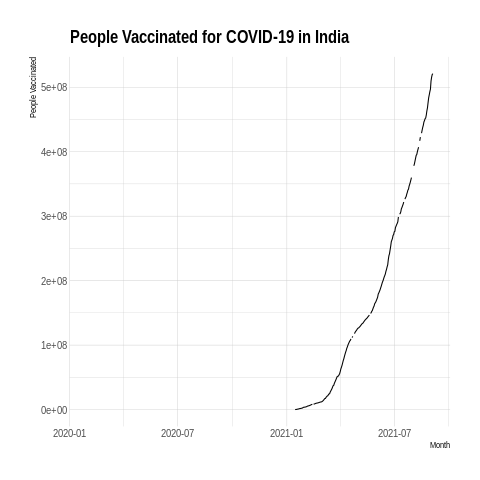 People Vaccinated for COVID-19 in India
People Vaccinated
5e+08
4e+08
3e+08
2e+08
1e+08
0e+00
2020-01 2020-07 2021-01 2021-07
Month